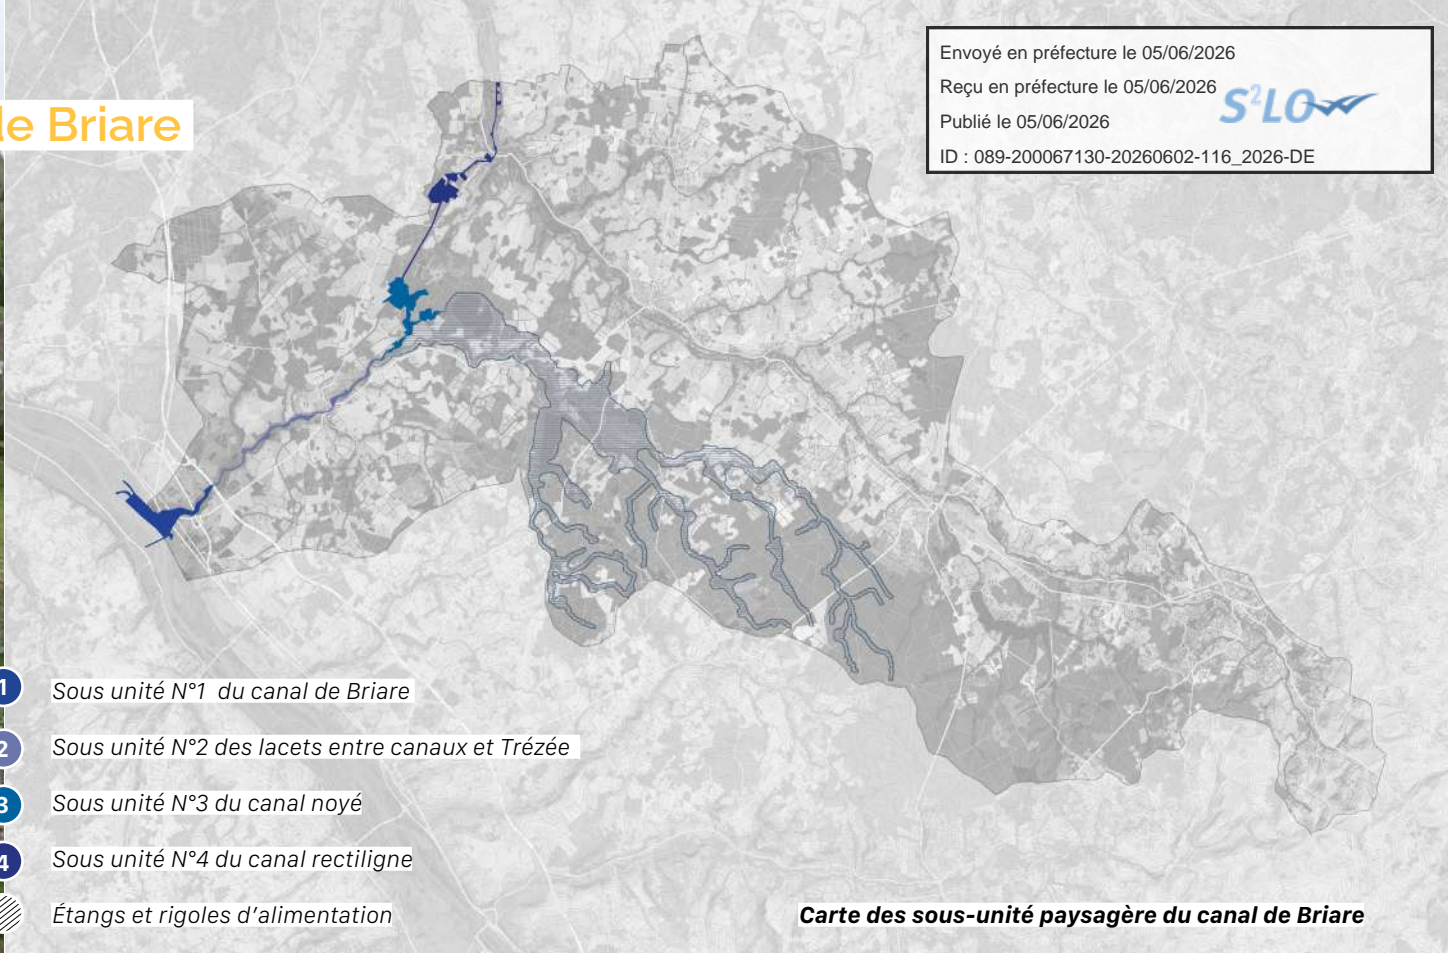 Envoyé en préfecture le 05/06/2026
Reçu en préfecture le 05/06/2026
S²LO
Publié le 05/06/2026
ID : 089-200067130-20260602-116_2026-DE
de Briare
1 Sous unité N°1 du canal de Briare
2 Sous unité N°2 des lacets entre canaux et Trézée
3 Sous unité N°3 du canal noyé
4 Sous unité N°4 du canal rectiligne
Étangs et rigoles d'alimentation
Carte des sous-unité paysagère du canal de Briare